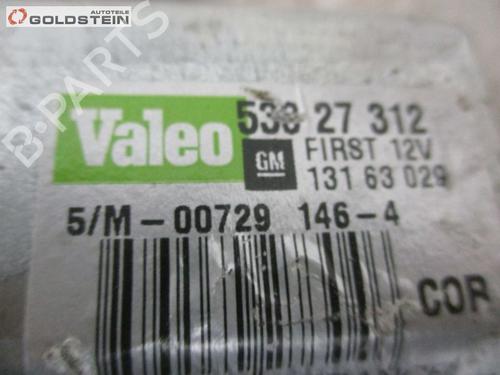 AUTOTEILE
GOLDSTEIN
B-PARTS
Valeo 530 27 312
GM FIRST 12V
131 63 029
5/M-00729 146-4
COR